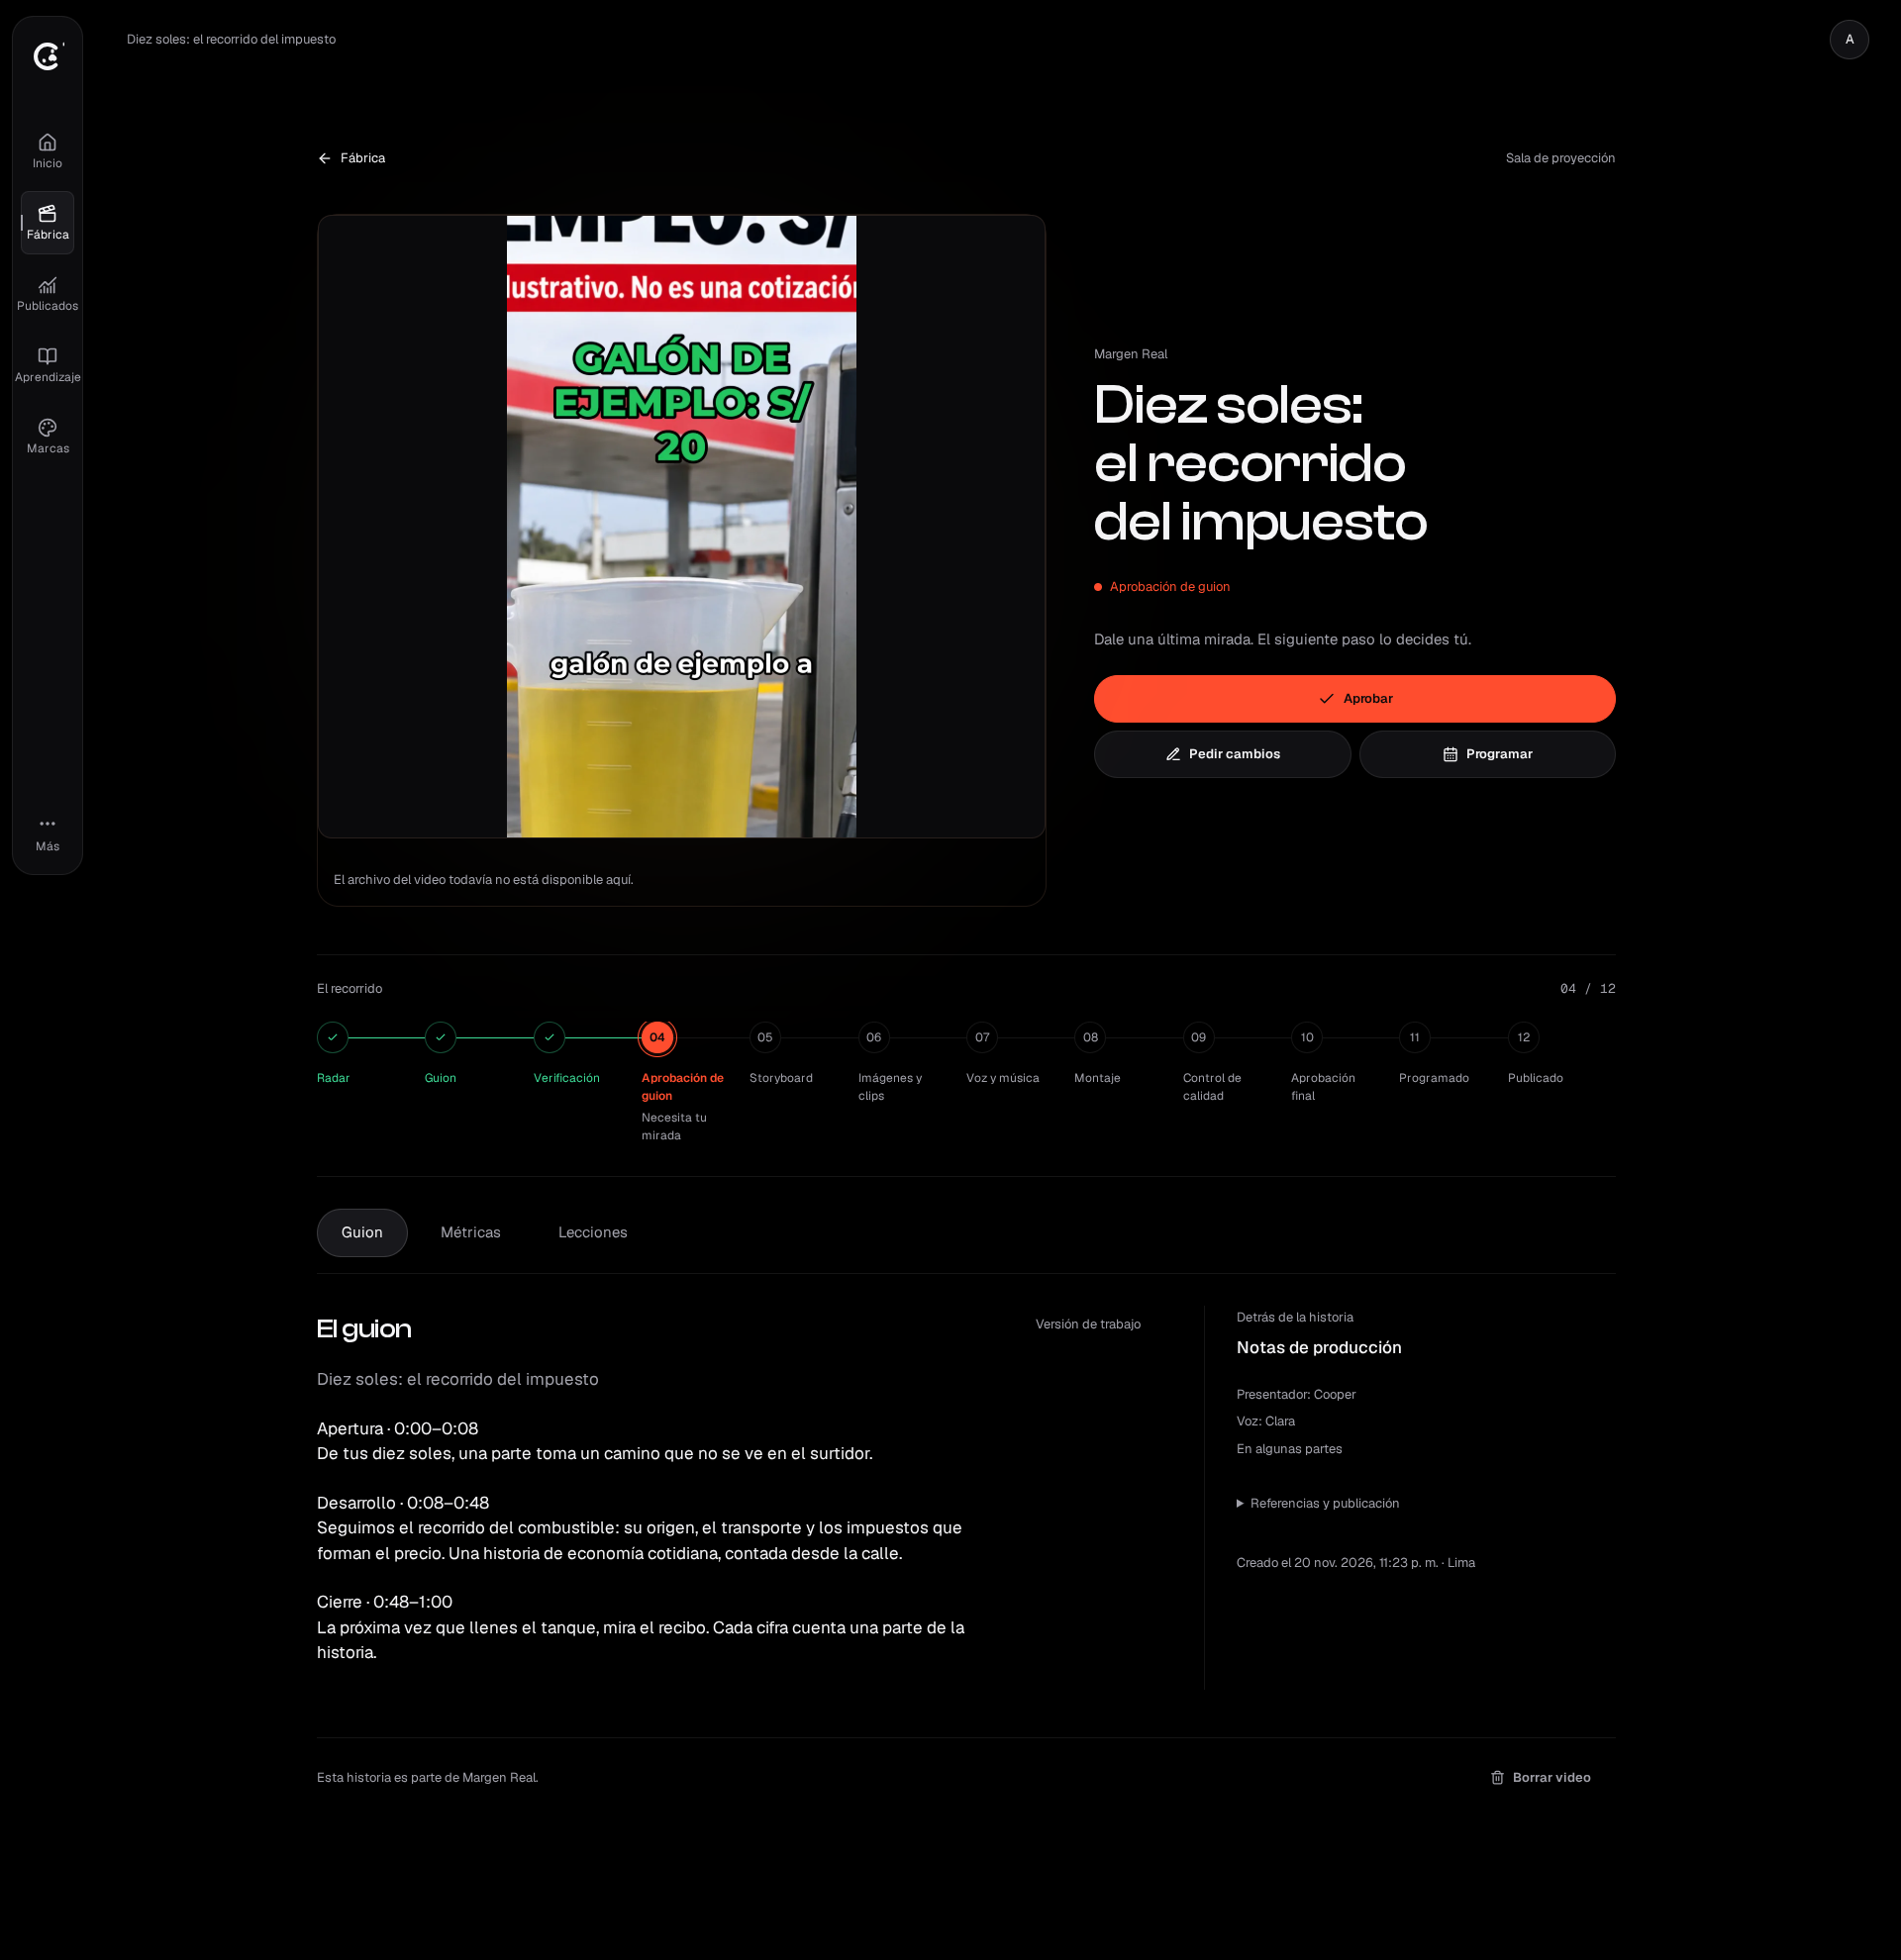 Diez soles: el recorrido del impuesto
A
Inicio
Fábrica
Publicados
Aprendizaje
Marcas
Más
Fábrica
Sala de proyección
EMPLO: S/
lustrativo. No es una cotización
GALÓN DE
EJEMPLO: S/
20
galón de ejemplo a
El archivo del video todavía no está disponible aquí.
Margen Real
Diez soles:
el recorrido
del impuesto
Aprobación de guion
Dale una última mirada. El siguiente paso lo decides tú.
Aprobar
Pedir cambios
Programar
El recorrido
04 / 12
04
05
06
07
08
09
10
11
12
Radar
Guion
Verificación
Aprobación de
guion
Necesita tu
mirada
Storyboard
Imágenes y
clips
Voz y música
Montaje
Control de
calidad
Aprobación
final
Programado
Publicado
Guion
Métricas
Lecciones
El guion
Versión de trabajo
Diez soles: el recorrido del impuesto
Apertura · 0:00–0:08
De tus diez soles, una parte toma un camino que no se ve en el surtidor.
Desarrollo · 0:08–0:48
Seguimos el recorrido del combustible: su origen, el transporte y los impuestos que
forman el precio. Una historia de economía cotidiana, contada desde la calle.
Cierre · 0:48–1:00
La próxima vez que llenes el tanque, mira el recibo. Cada cifra cuenta una parte de la
historia.
Detrás de la historia
Notas de producción
Presentador: Cooper
Voz: Clara
En algunas partes
Referencias y publicación
Creado el 20 nov. 2026, 11:23 p. m. · Lima
Esta historia es parte de Margen Real.
Borrar video